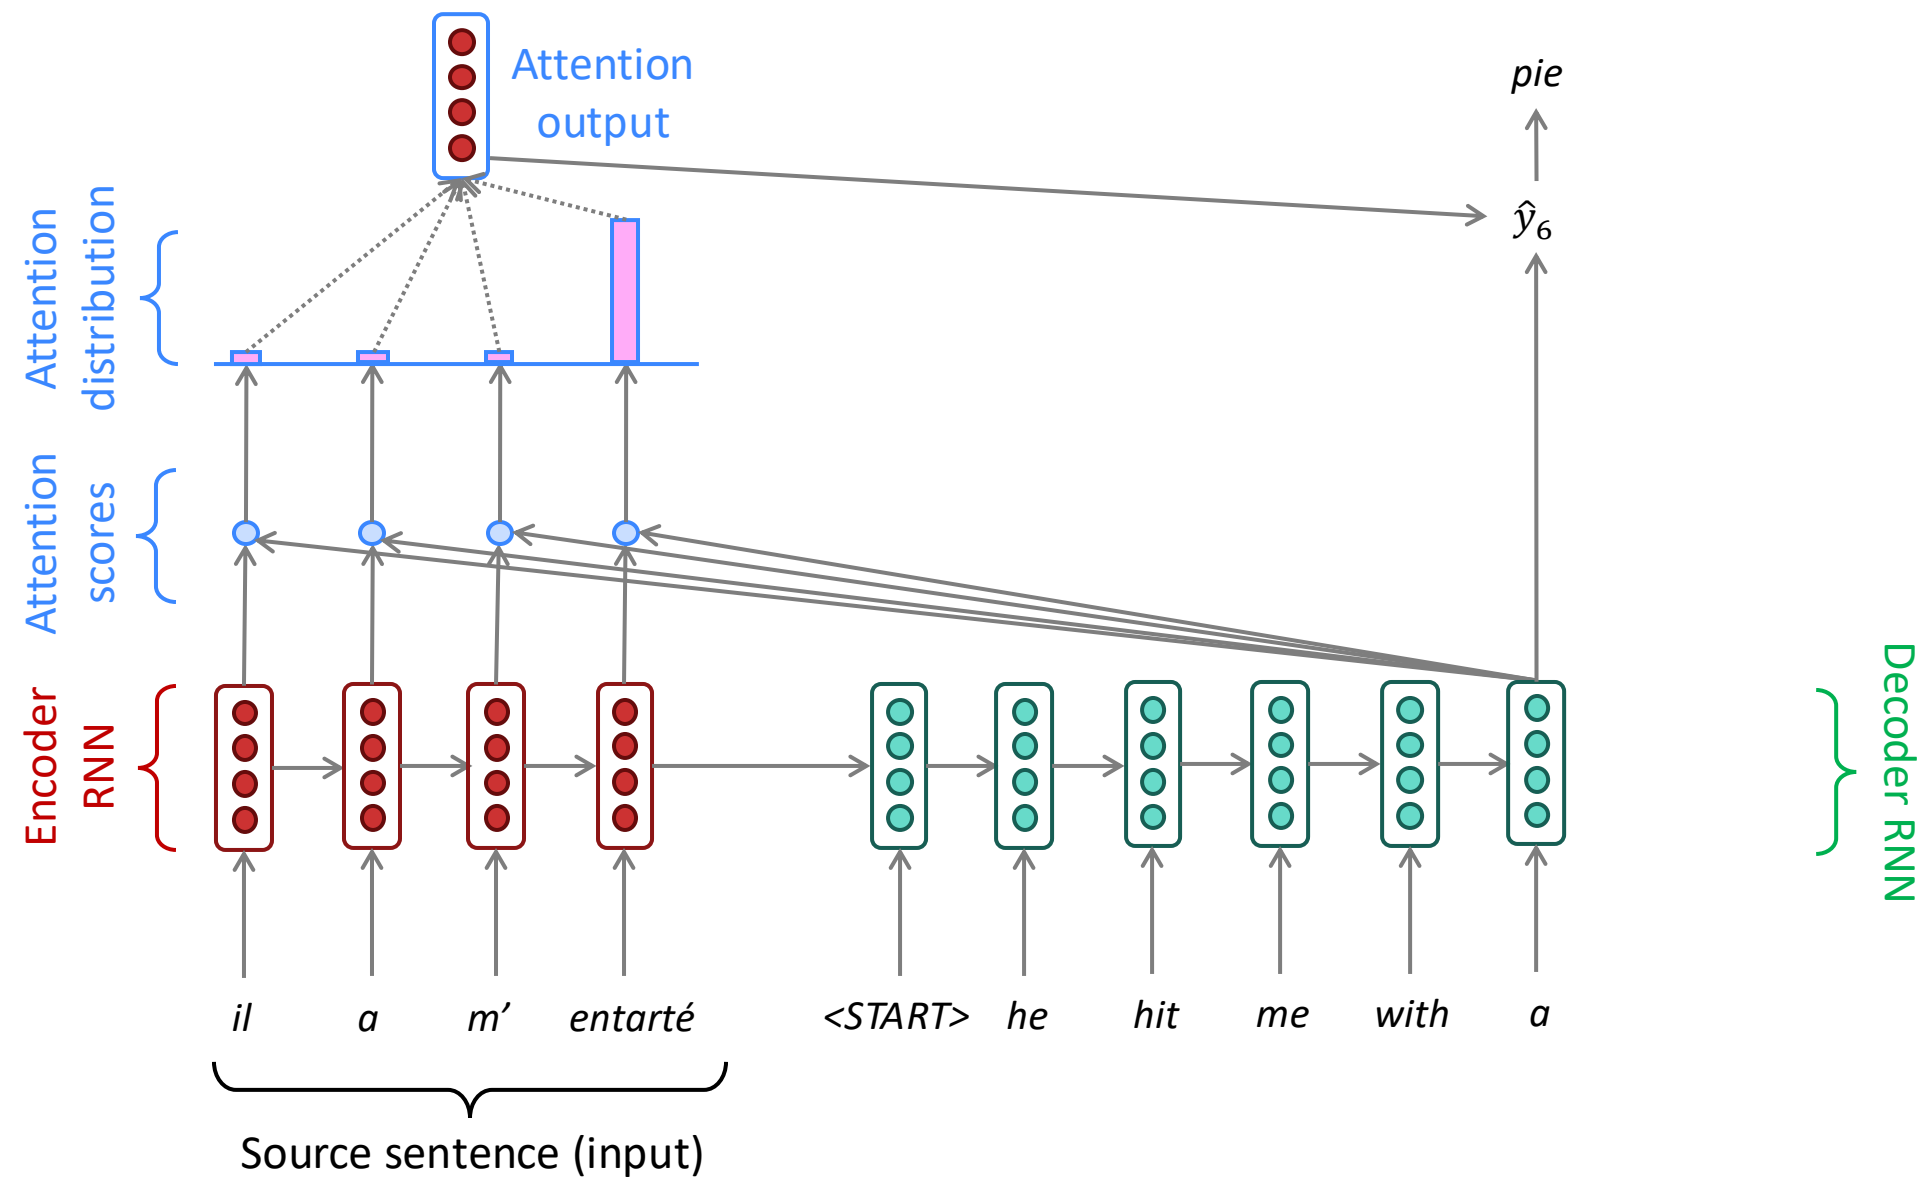 Attention
output
pie
Attention
distribution
ŷ₆
Attention
scores
Encoder
RNN
Decoder RNN
il a m’ entarté <START> he hit me with a
Source sentence (input)